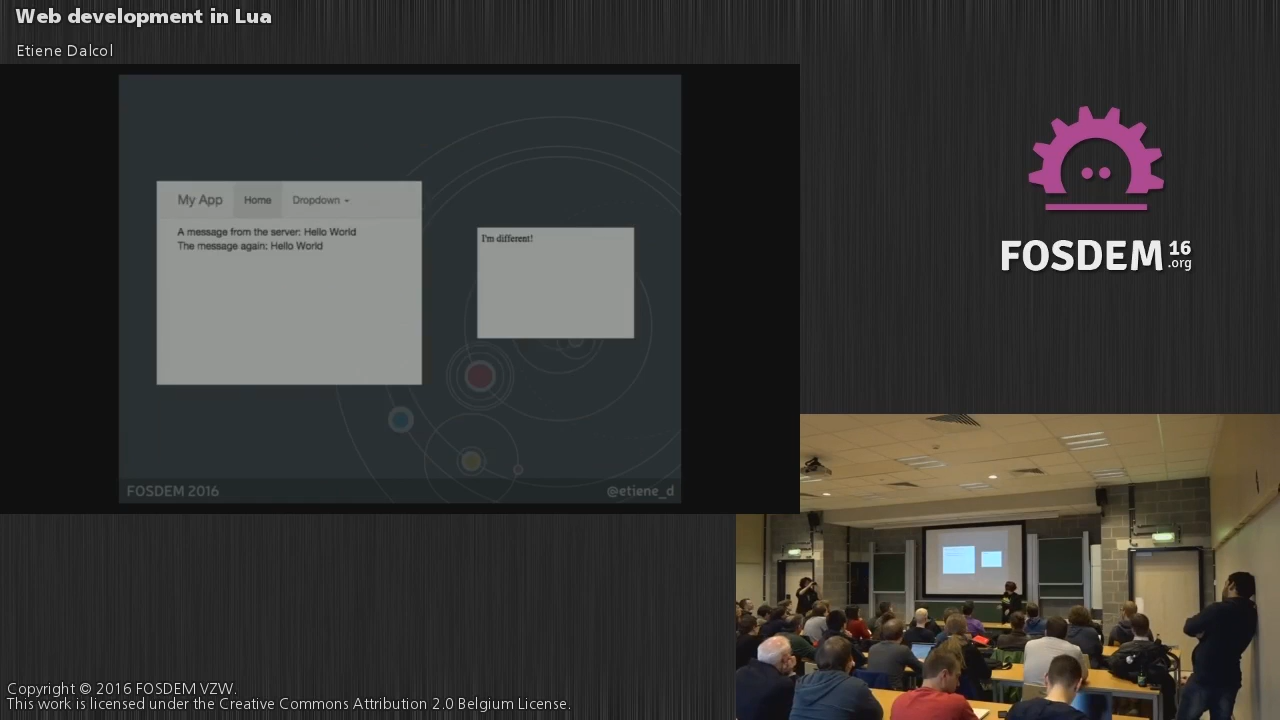 Web development in Lua
Etiene Dalcol
My App Home Dropdown
A message from the server: Hello World
The message again: Hello World
I'm different!
FOSDEM 2016
@etiene_d
FOSDEM 16
.org
Copyright © 2016 FOSDEM VZW.
This work is licensed under the Creative Commons Attribution 2.0 Belgium License.